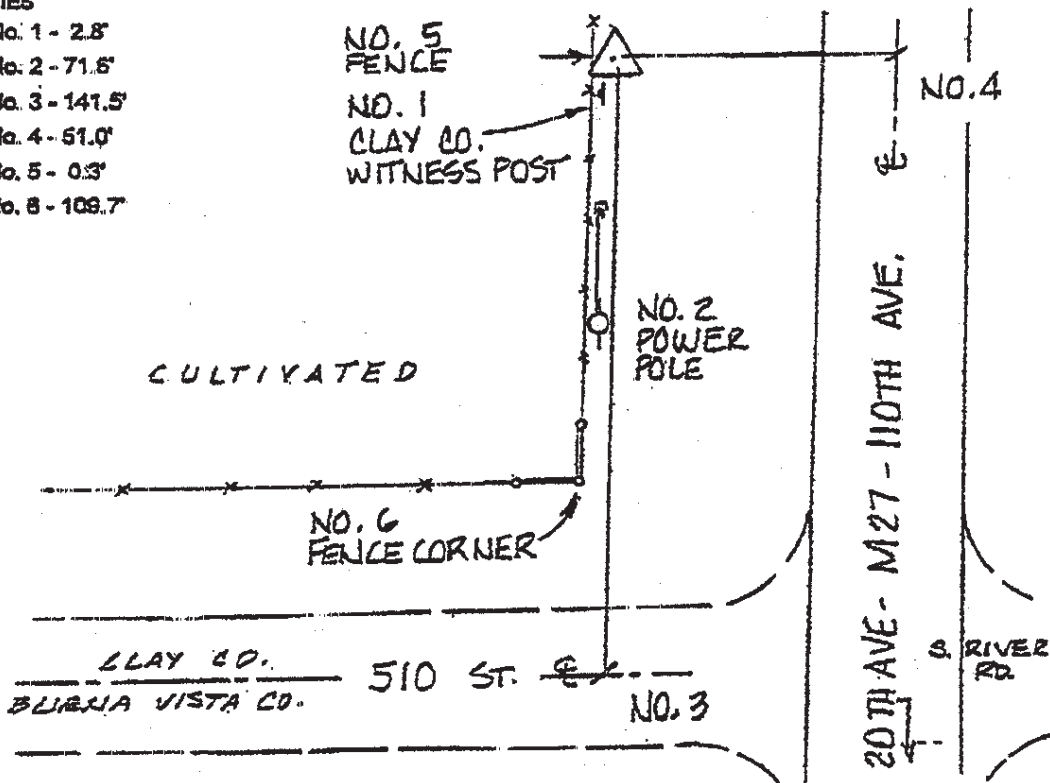 No. 1 - 2.8'
No. 2 - 71.6'
No. 3 - 141.5'
No. 4 - 51.0'
No. 5 - 0.3'
No. 6 - 109.7'
NO. 5
FENCE
NO. 1
CLAY CO.
WITNESS POST
NO.4
℄
NO. 2
POWER
POLE
CULTIVATED
NO. 6
FENCE CORNER
20TH AVE - M27 - 110TH AVE.
S. RIVER
RD.
CLAY CO.
BUENA VISTA CO.
510 ST. ℄
NO.3